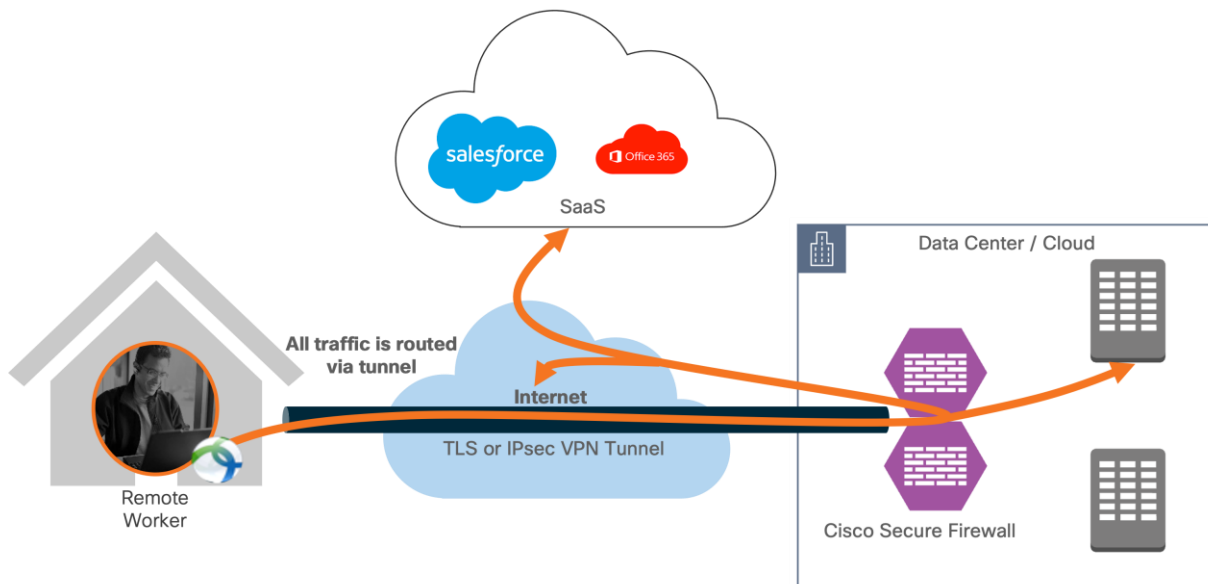 salesforce
Office 365
SaaS
Data Center / Cloud
All traffic is routed
via tunnel
Internet
TLS or IPsec VPN Tunnel
Remote
Worker
Cisco Secure Firewall